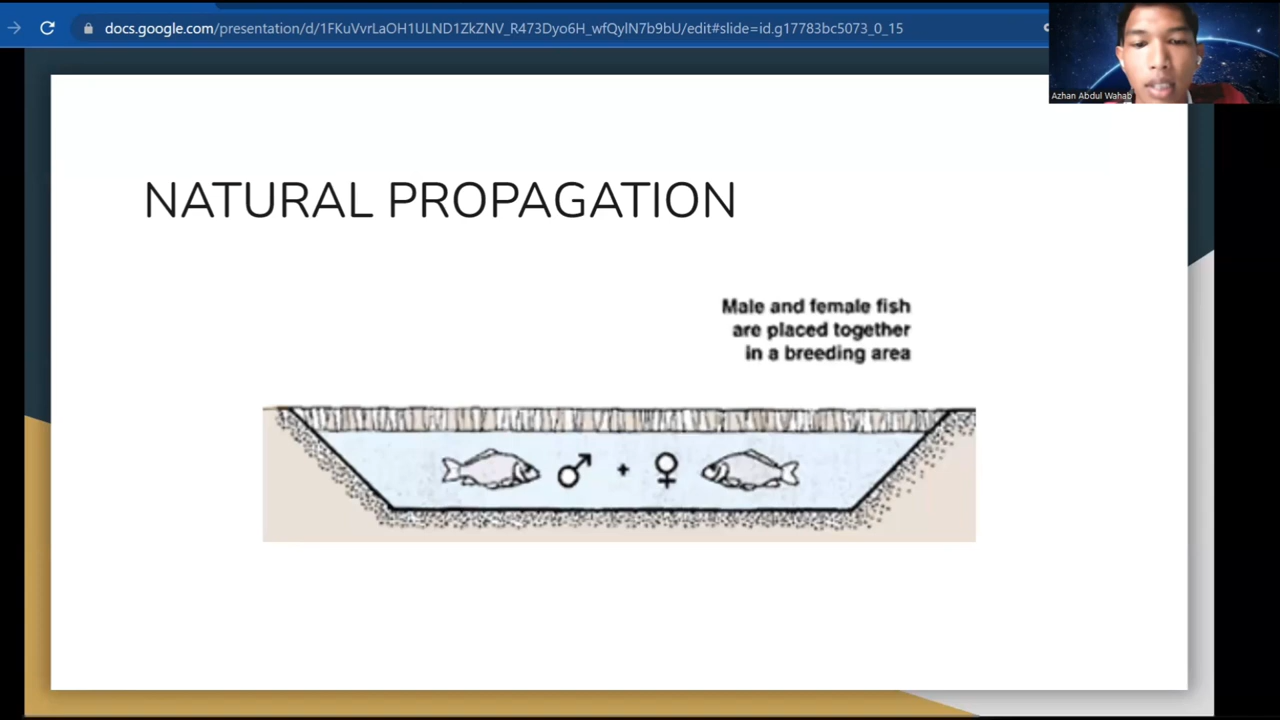 docs.google.com/presentation/d/1FKuVvrLaOH1ULND1ZkZNV_R473Dyo6H_wfQylN7b9bU/edit#slide=id.g17783bc5073_0_15
Azhan Abdul Wahab
NATURAL PROPAGATION
Male and female fish
are placed together
in a breeding area
♂ + ♀